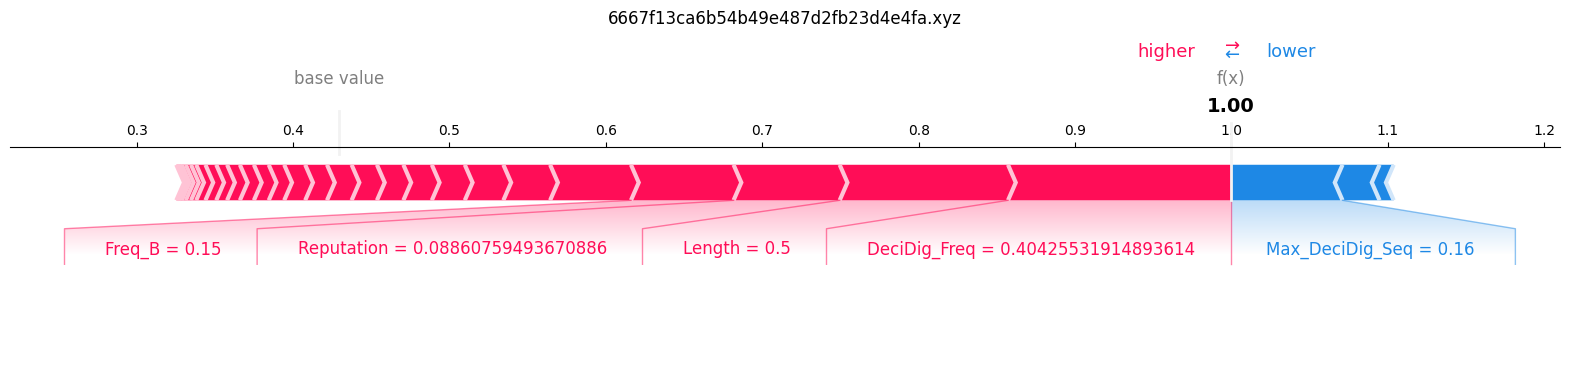 6667f13ca6b54b49e487d2fb23d4e4fa.xyz
higher ⇄ lower
base value f(x)
1.00
0.3 0.4 0.5 0.6 0.7 0.8 0.9 1.0 1.1 1.2
Freq_B = 0.15 Reputation = 0.08860759493670886 Length = 0.5 DeciDig_Freq = 0.40425531914893614 Max_DeciDig_Seq = 0.16